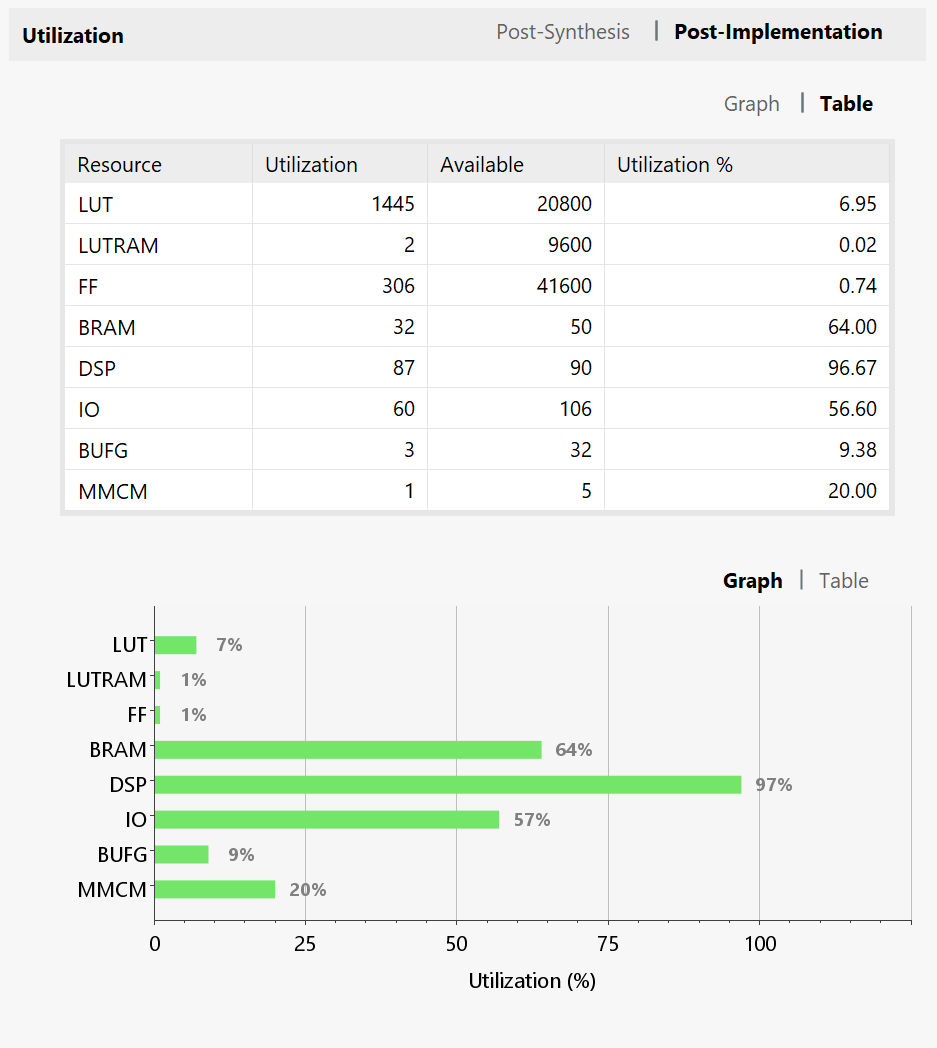 Utilization Post-Synthesis | Post-Implementation
Graph | Table
Resource Utilization Available Utilization %
LUT 1445 20800 6.95
LUTRAM 2 9600 0.02
FF 306 41600 0.74
BRAM 32 50 64.00
DSP 87 90 96.67
IO 60 106 56.60
BUFG 3 32 9.38
MMCM 1 5 20.00
Graph | Table
LUT 7%
LUTRAM 1%
FF 1%
BRAM 64%
DSP 97%
IO 57%
BUFG 9%
MMCM 20%
0 25 50 75 100
Utilization (%)